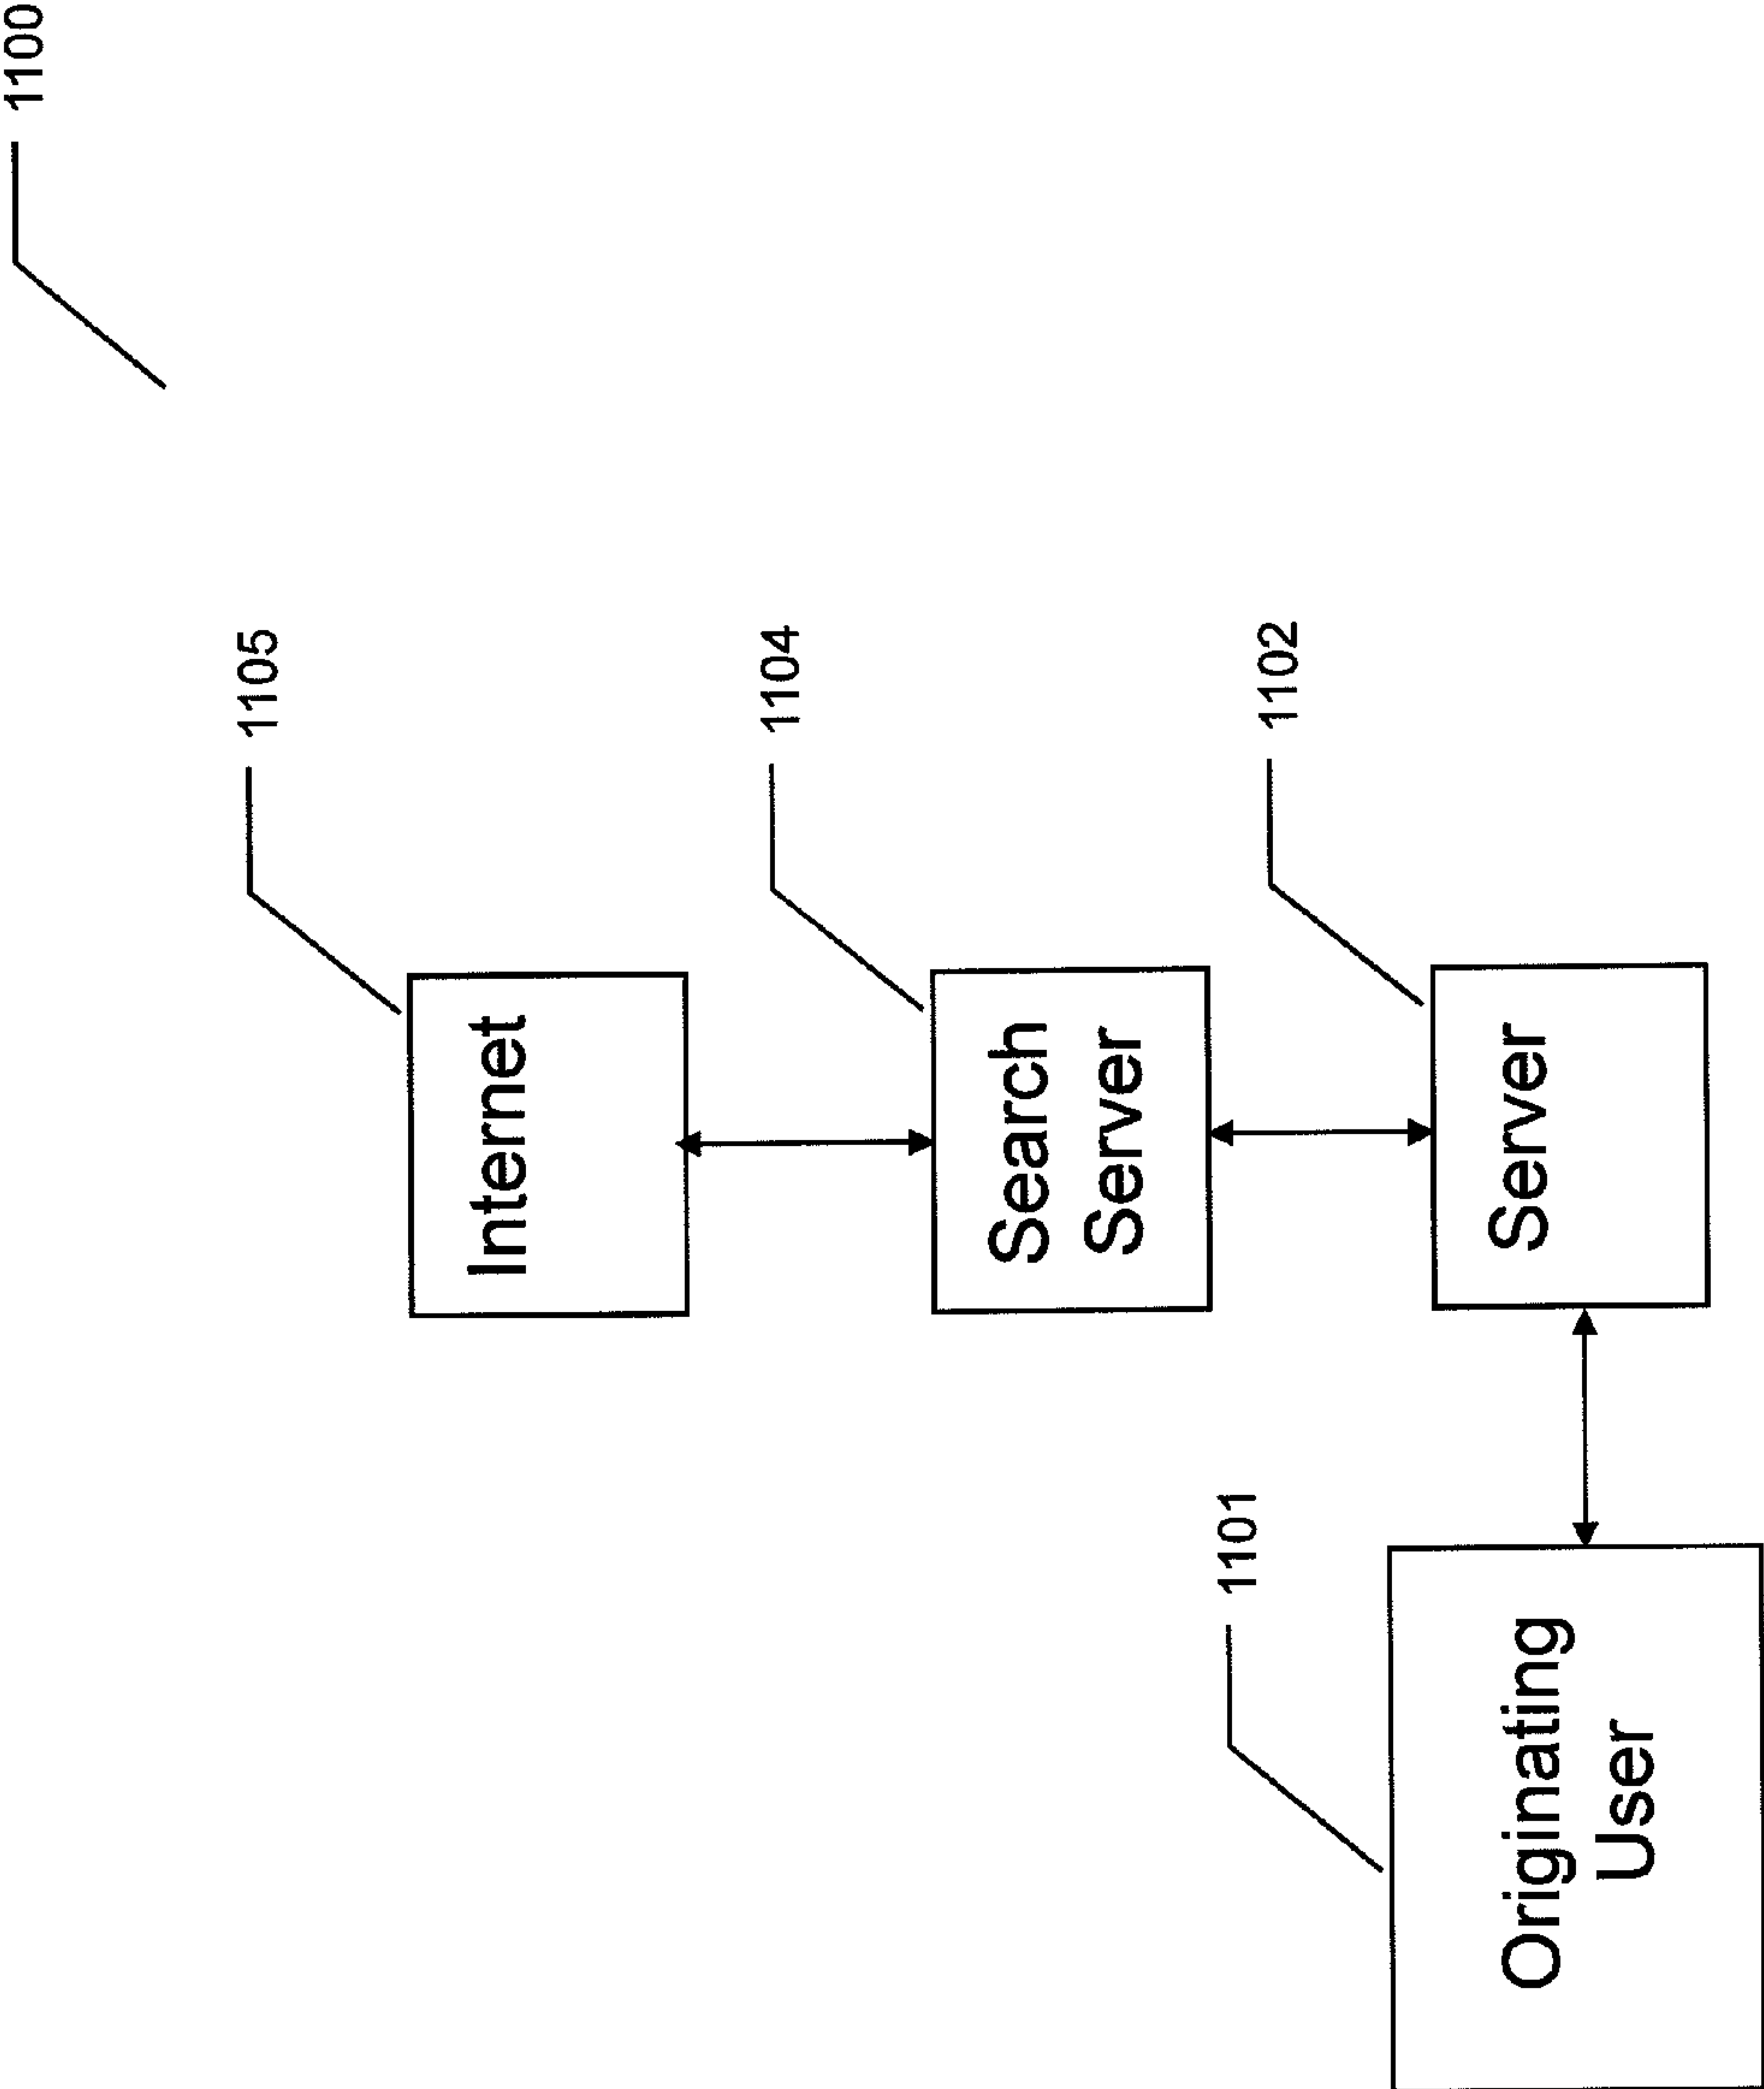 1100
1105
Internet
1104
Search
Server
1102
Server
1101
Originating
User